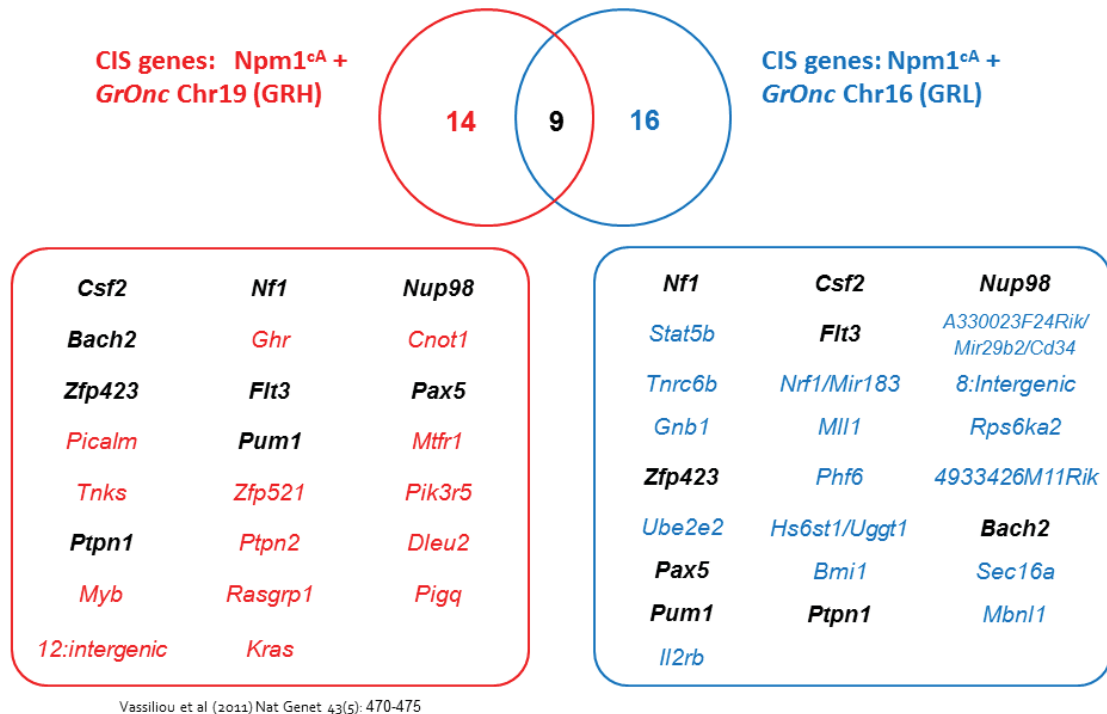 CIS genes: Npm1ᶜᴬ +
GrOnc Chr19 (GRH)
14
9
16
CIS genes: Npm1ᶜᴬ +
GrOnc Chr16 (GRL)
Csf2 Nf1 Nup98
Bach2 Ghr Cnot1
Zfp423 Flt3 Pax5
Picalm Pum1 Mtfr1
Tnks Zfp521 Pik3r5
Ptpn1 Ptpn2 Dleu2
Myb Rasgrp1 Pigq
12:intergenic Kras
Nf1 Csf2 Nup98
Stat5b Flt3 A330023F24Rik/
Mir29b2/Cd34
Tnrc6b Nrf1/Mir183 8:Intergenic
Gnb1 Mll1 Rps6ka2
Zfp423 Phf6 4933426M11Rik
Ube2e2 Hs6st1/Uggt1 Bach2
Pax5 Bmi1 Sec16a
Pum1 Ptpn1 Mbnl1
Il2rb
Vassiliou et al (2011) Nat Genet 43(5): 470-475